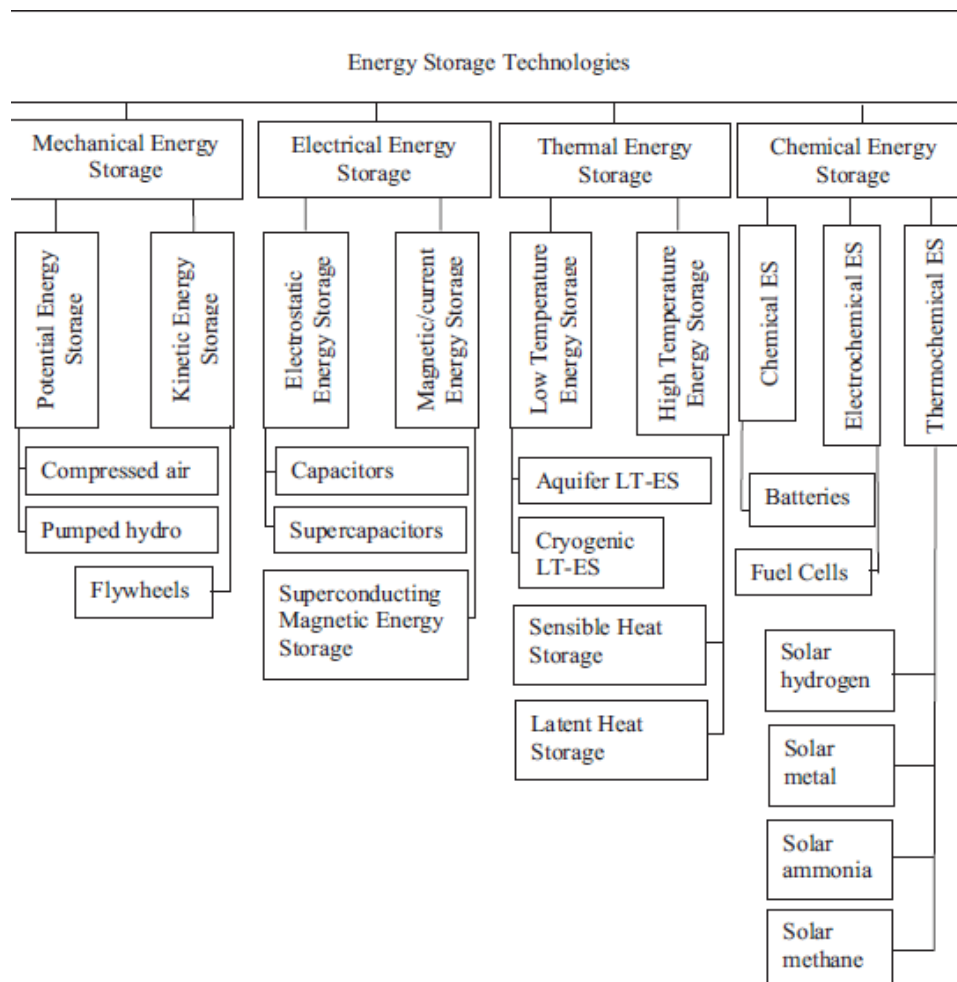 Energy Storage Technologies
Mechanical Energy
Storage
Electrical Energy
Storage
Thermal Energy
Storage
Chemical Energy
Storage
Potential Energy
Storage
Kinetic Energy
Storage
Electrostatic
Energy Storage
Magnetic/current
Energy Storage
Low Temperature
Energy Storage
High Temperature
Energy Storage
Chemical ES
Electrochemical ES
Thermochemical ES
Compressed air
Pumped hydro
Flywheels
Capacitors
Supercapacitors
Superconducting
Magnetic Energy
Storage
Aquifer LT-ES
Cryogenic
LT-ES
Sensible Heat
Storage
Latent Heat
Storage
Batteries
Fuel Cells
Solar
hydrogen
Solar
metal
Solar
ammonia
Solar
methane